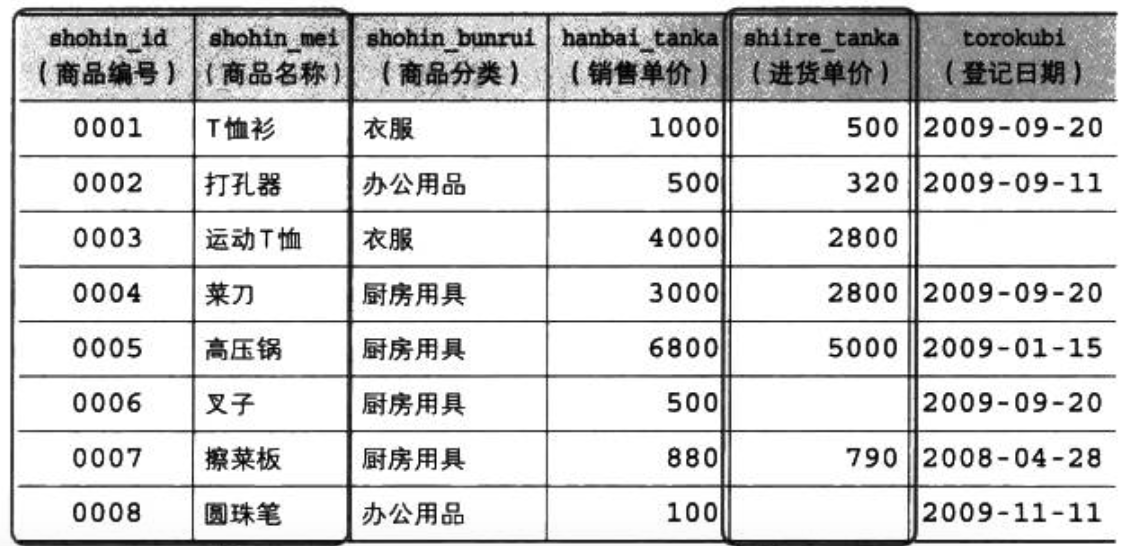 shohin_id shohin_mei shohin_bunrui hanbai_tanka shiire_tanka torokubi
(商品编号) (商品名称) (商品分类) (销售单价) (进货单价) (登记日期)
0001 T恤衫 衣服 1000 500 2009-09-20
0002 打孔器 办公用品 500 320 2009-09-11
0003 运动T恤 衣服 4000 2800
0004 菜刀 厨房用具 3000 2800 2009-09-20
0005 高压锅 厨房用具 6800 5000 2009-01-15
0006 叉子 厨房用具 500 2009-09-20
0007 擦菜板 厨房用具 880 790 2008-04-28
0008 圆珠笔 办公用品 100 2009-11-11